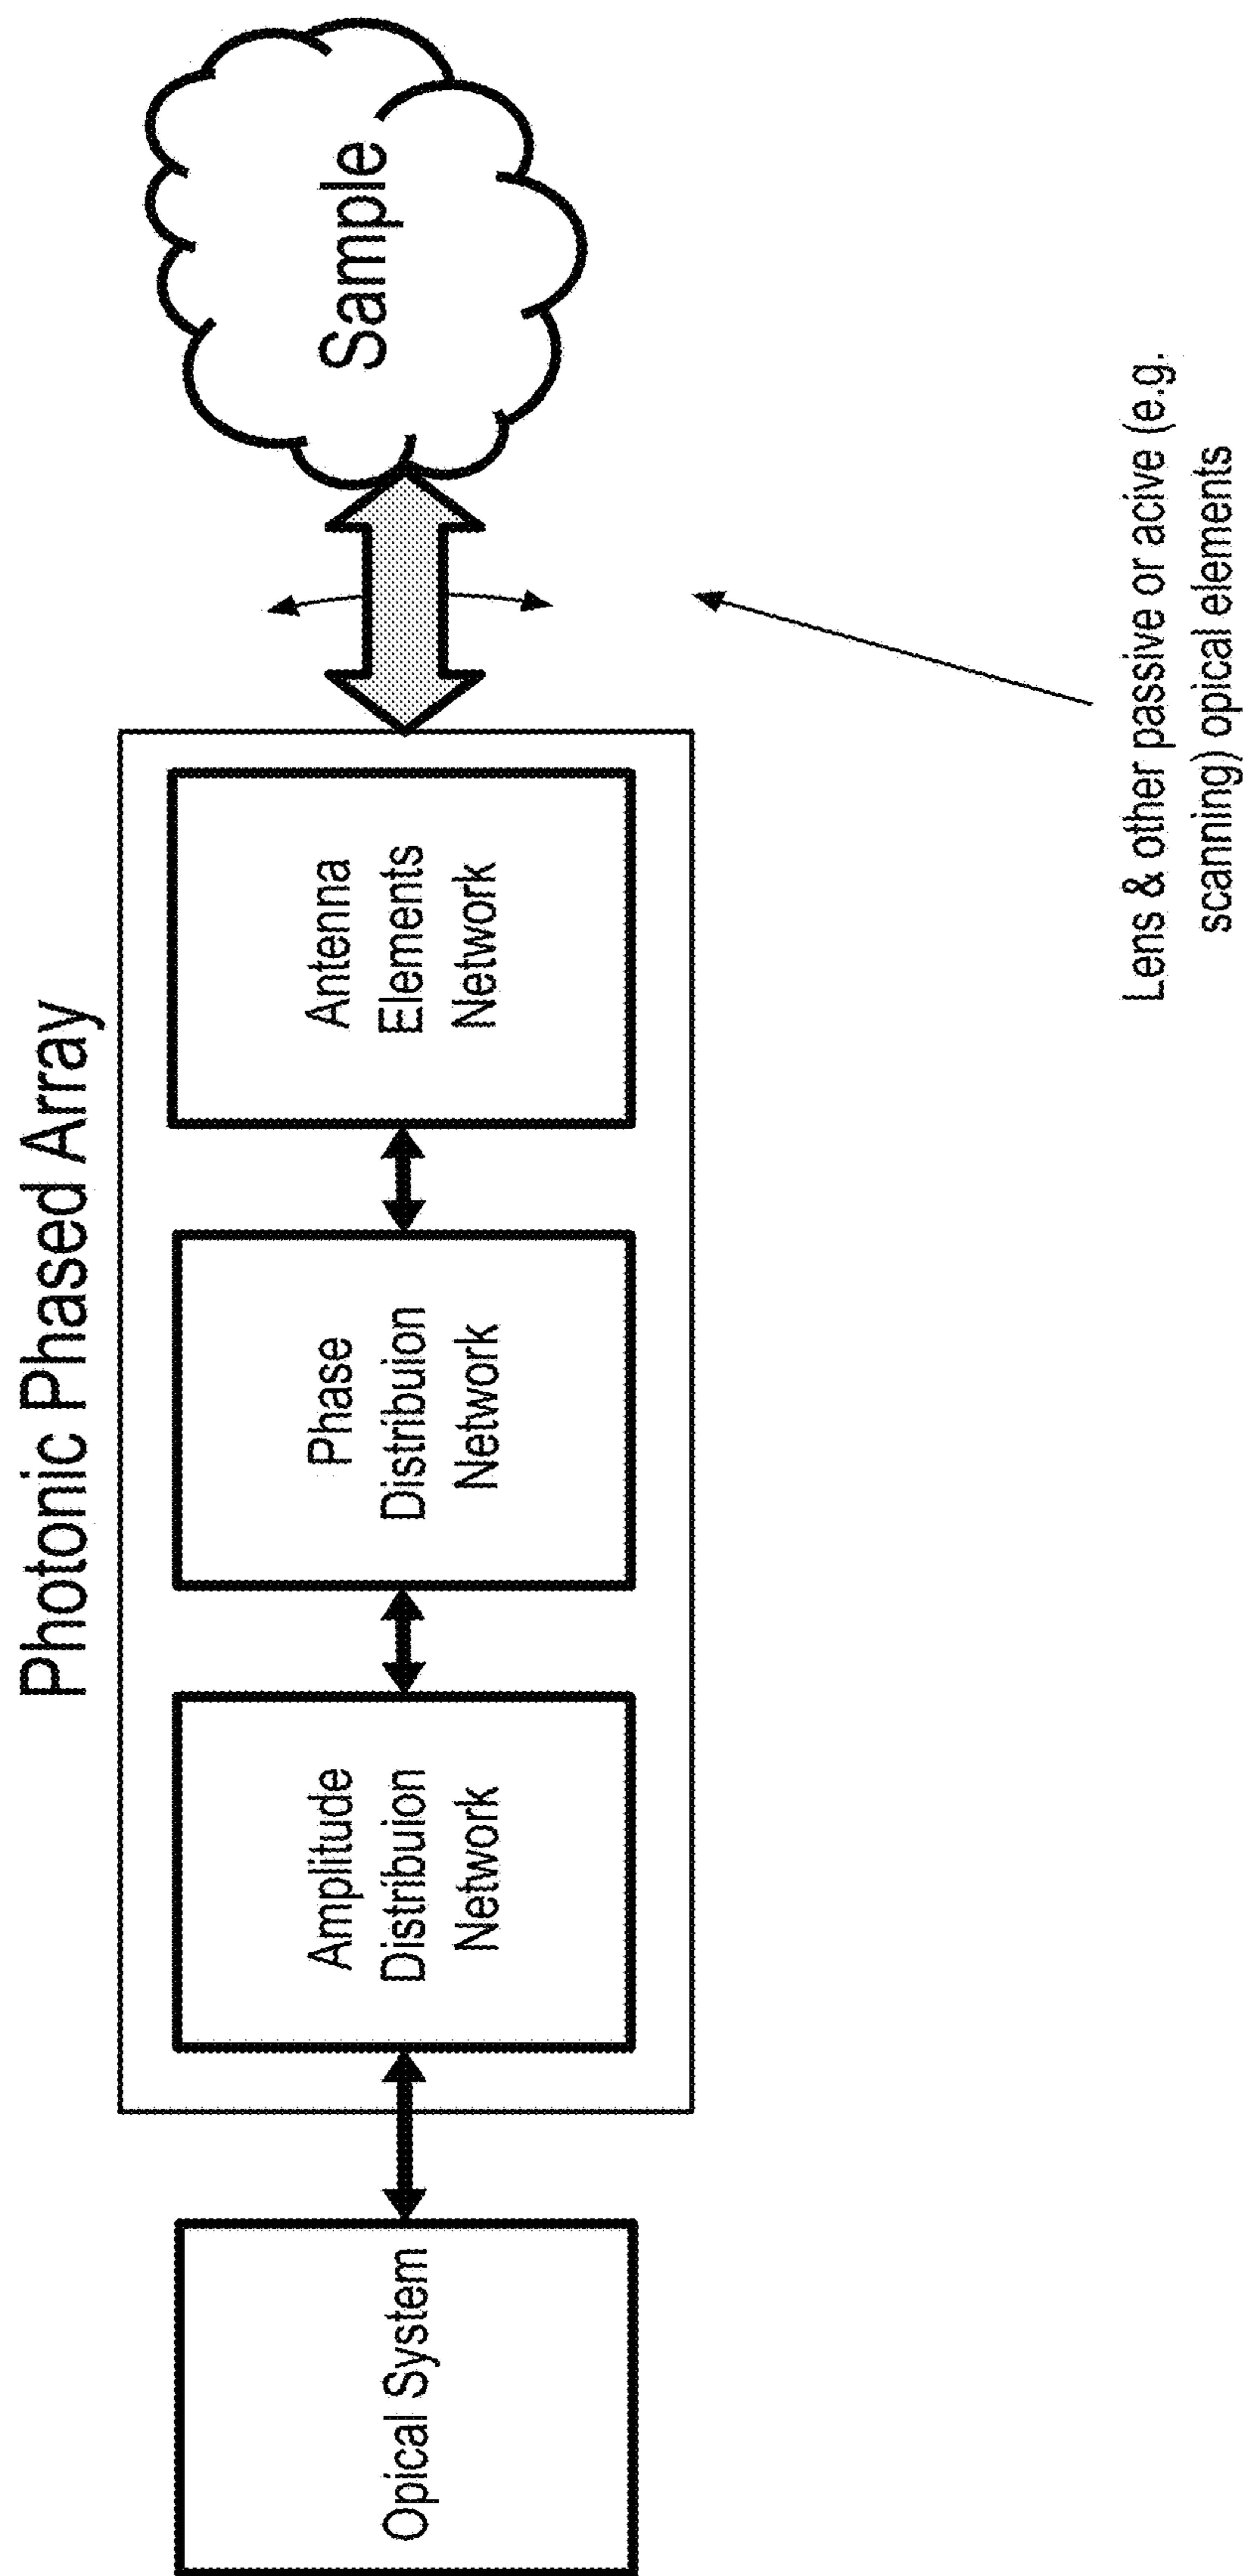 Photonic Phased Array
Opical System
Amplitude
Distribuion
Network
Phase
Distribuion
Network
Antenna
Elements
Network
Sample
Lens & other passive or acive (e.g.
scanning) opical elements